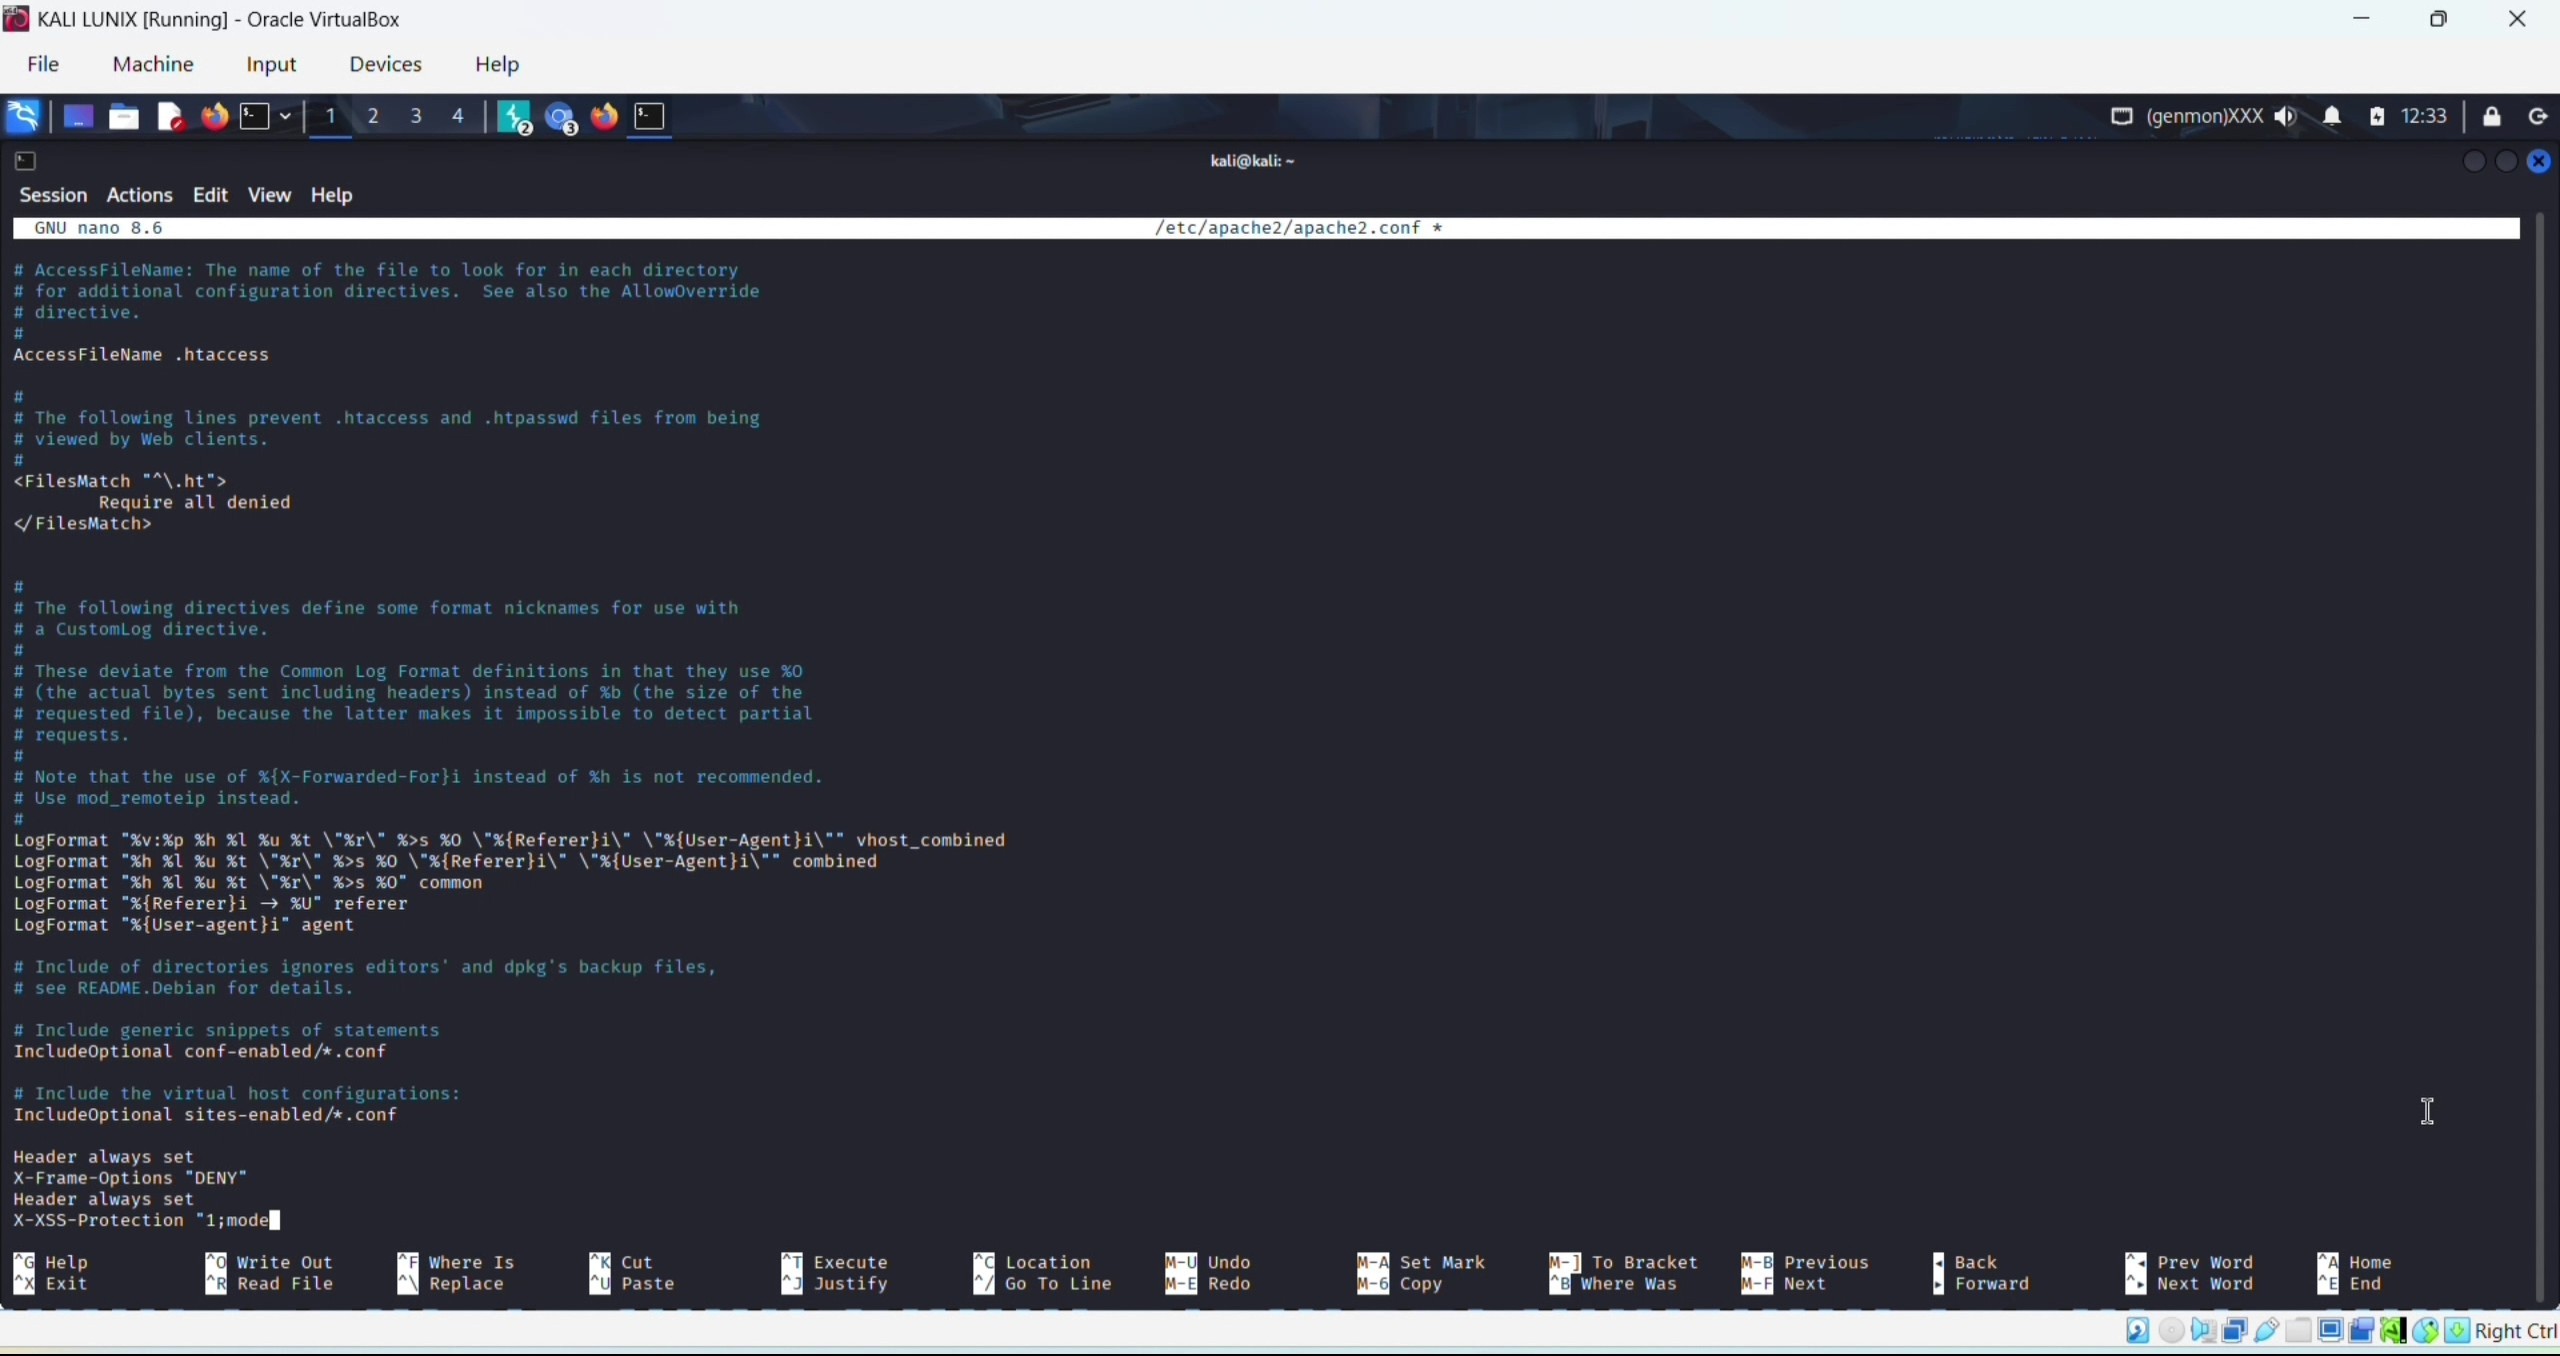 KALI LUNIX [Running] - Oracle VirtualBox
File Machine Input Devices Help
1 2 3 4 2 3 (genmon)XXX 12:33
kali@kali: ~
Session Actions Edit View Help
GNU nano 8.6 /etc/apache2/apache2.conf *
# AccessFileName: The name of the file to look for in each directory
# for additional configuration directives.  See also the AllowOverride
# directive.
#
AccessFileName .htaccess
#
# The following lines prevent .htaccess and .htpasswd files from being
# viewed by Web clients.
#
<FilesMatch "^\.ht">
        Require all denied
</FilesMatch>
#
# The following directives define some format nicknames for use with
# a CustomLog directive.
#
# These deviate from the Common Log Format definitions in that they use %O
# (the actual bytes sent including headers) instead of %b (the size of the
# requested file), because the latter makes it impossible to detect partial
# requests.
#
# Note that the use of %{X-Forwarded-For}i instead of %h is not recommended.
# Use mod_remoteip instead.
#
LogFormat "%v:%p %h %l %u %t \"%r\" %>s %O \"%{Referer}i\" \"%{User-Agent}i\"" vhost_combined
LogFormat "%h %l %u %t \"%r\" %>s %O \"%{Referer}i\" \"%{User-Agent}i\"" combined
LogFormat "%h %l %u %t \"%r\" %>s %O" common
LogFormat "%{Referer}i → %U" referer
LogFormat "%{User-agent}i" agent
# Include of directories ignores editors' and dpkg's backup files,
# see README.Debian for details.
# Include generic snippets of statements
IncludeOptional conf-enabled/*.conf
# Include the virtual host configurations:
IncludeOptional sites-enabled/*.conf
Header always set
X-Frame-Options "DENY"
Header always set
X-XSS-Protection "1;mode
^G Help ^O Write Out ^F Where Is ^K Cut ^T Execute ^C Location M-U Undo M-A Set Mark M-] To Bracket M-B Previous ◂ Back ^◂ Prev Word ^A Home
^X Exit ^R Read File ^\ Replace ^U Paste ^J Justify ^/ Go To Line M-E Redo M-6 Copy ^B Where Was M-F Next ▸ Forward ^▸ Next Word ^E End
Right Ctrl